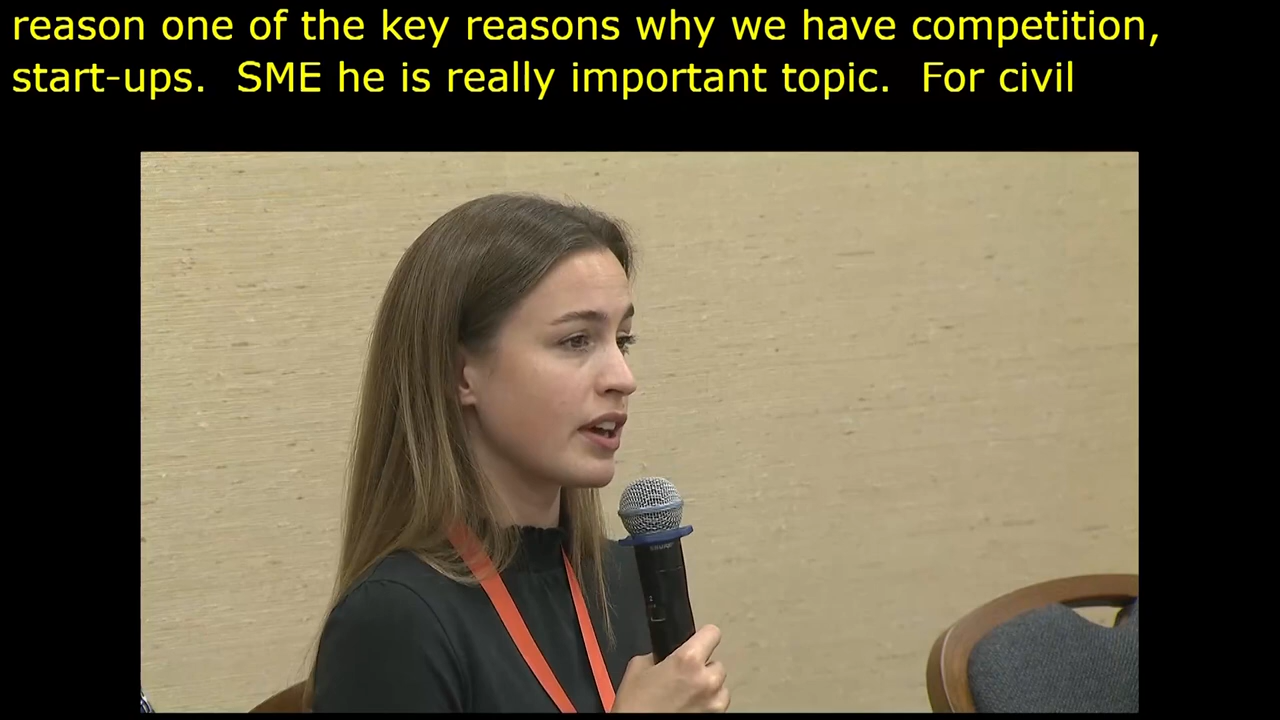 reason one of the key reasons why we have competition,
start-ups.  SME he is really important topic.  For civil